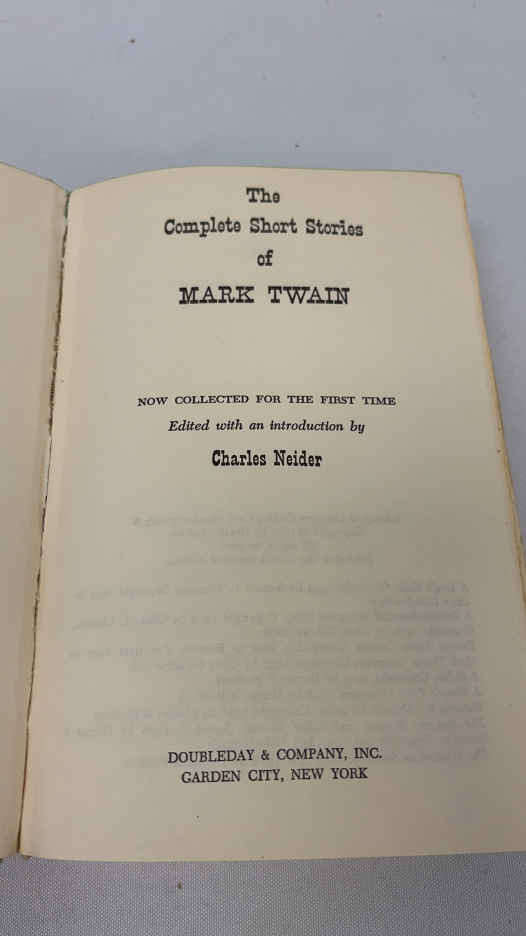 The
Complete Short Stories
of
MARK TWAIN
NOW COLLECTED FOR THE FIRST TIME
Edited with an introduction by
Charles Neider
DOUBLEDAY & COMPANY, INC.
GARDEN CITY, NEW YORK